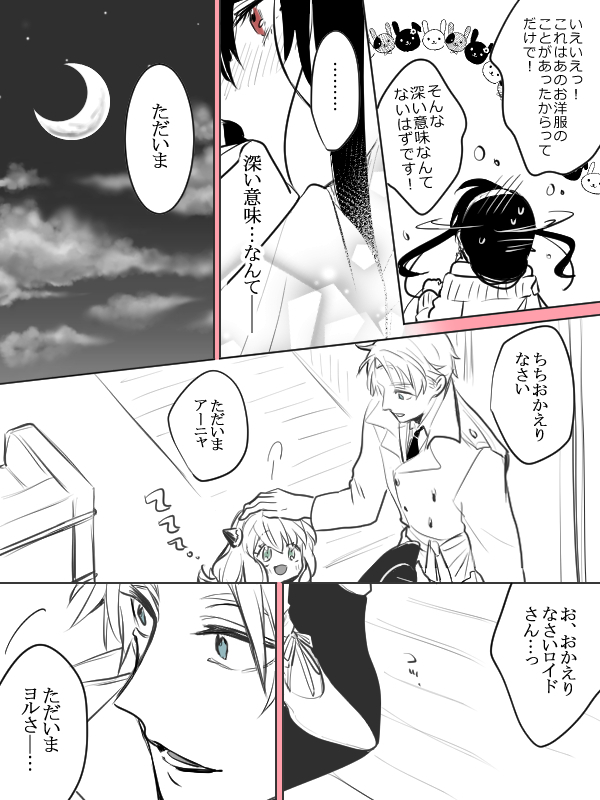 いえいえっ!
これはあのお洋服の
ことがあったからって
だけで!
そんな
深い意味なんて
ないはずです!
………
深い意味…なんて──
ただいま
ちちおかえり
なさい
ただいま
アーニャ
お、おかえり
なさいロイド
さん…っ
ただいま
ヨルさ―…